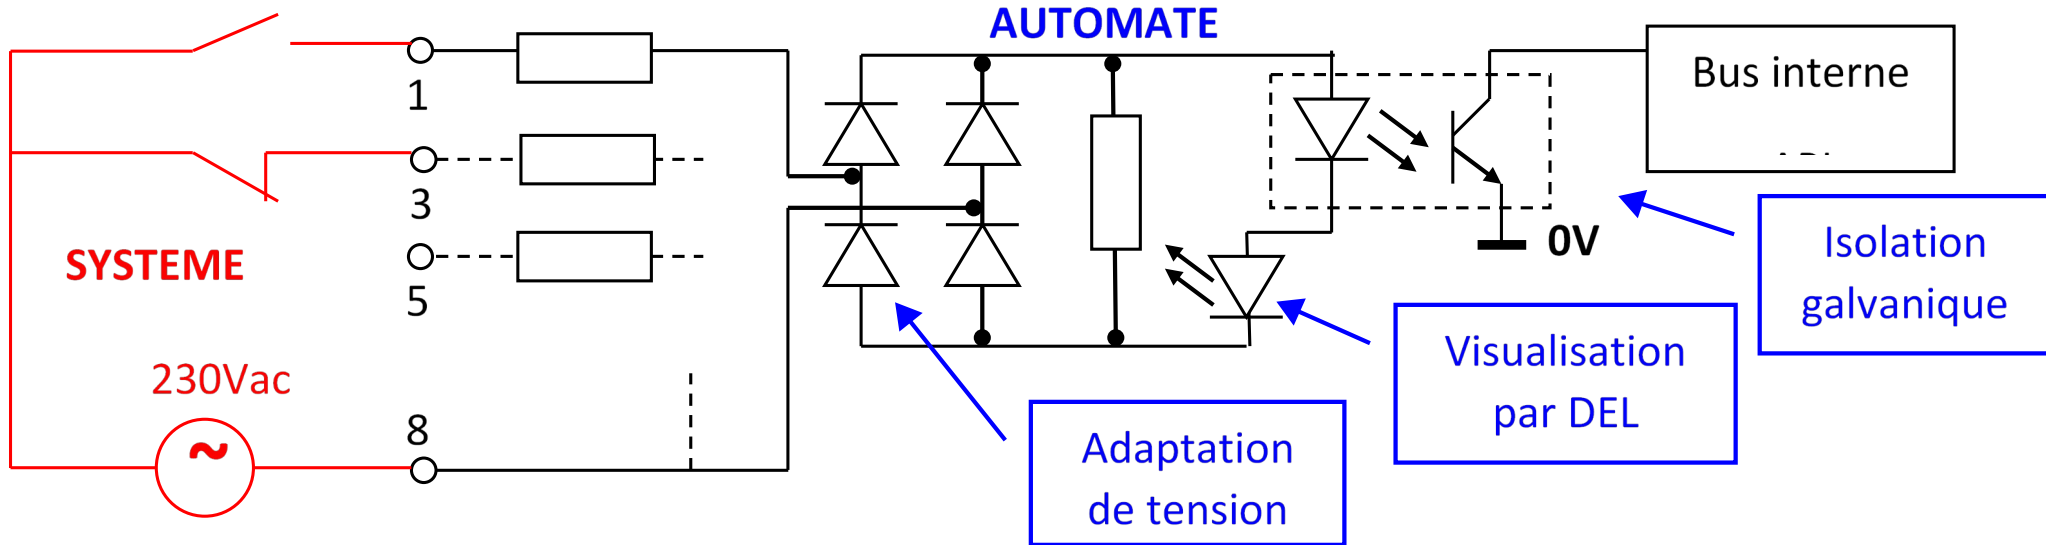 AUTOMATE
Bus interne
1
3
SYSTEME
5
0V
Isolation
galvanique
230Vac
Visualisation
par DEL
8
Adaptation
de tension
~